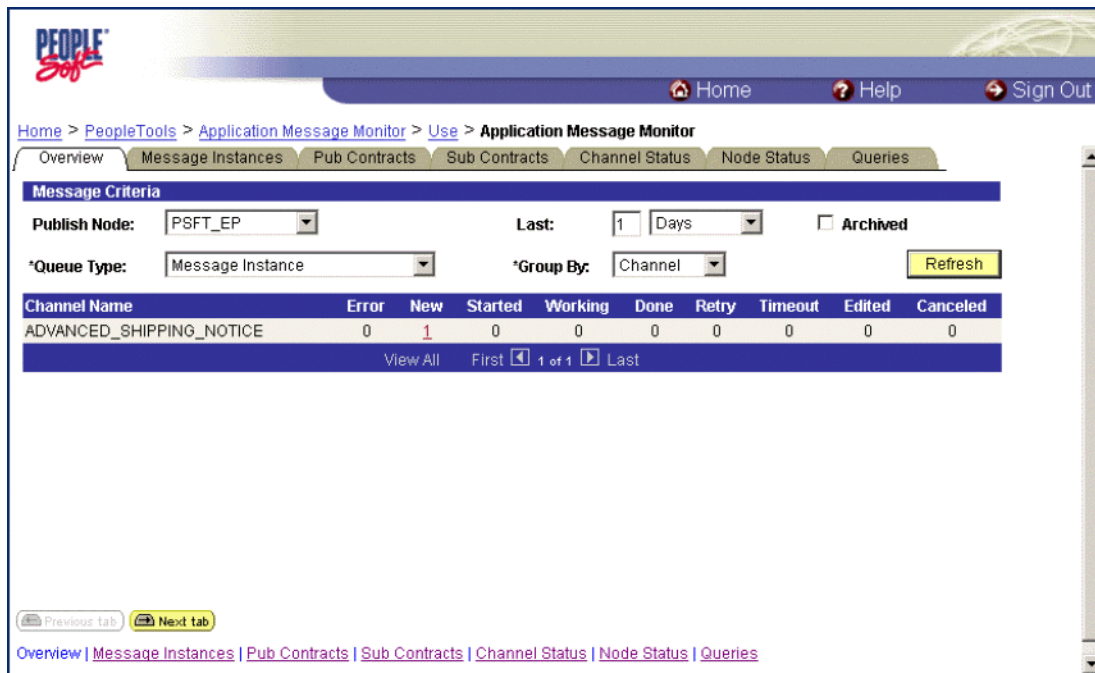 PEOPLE
Soft
Home Help Sign Out
Home > PeopleTools > Application Message Monitor > Use > Application Message Monitor
Overview Message Instances Pub Contracts Sub Contracts Channel Status Node Status Queries
Message Criteria
Publish Node: PSFT_EP Last: 1 Days Archived
*Queue Type: Message Instance *Group By: Channel Refresh
Channel Name Error New Started Working Done Retry Timeout Edited Canceled
ADVANCED_SHIPPING_NOTICE 0 1 0 0 0 0 0 0 0
View All First 1 of 1 Last
Previous tab Next tab
Overview | Message Instances | Pub Contracts | Sub Contracts | Channel Status | Node Status | Queries